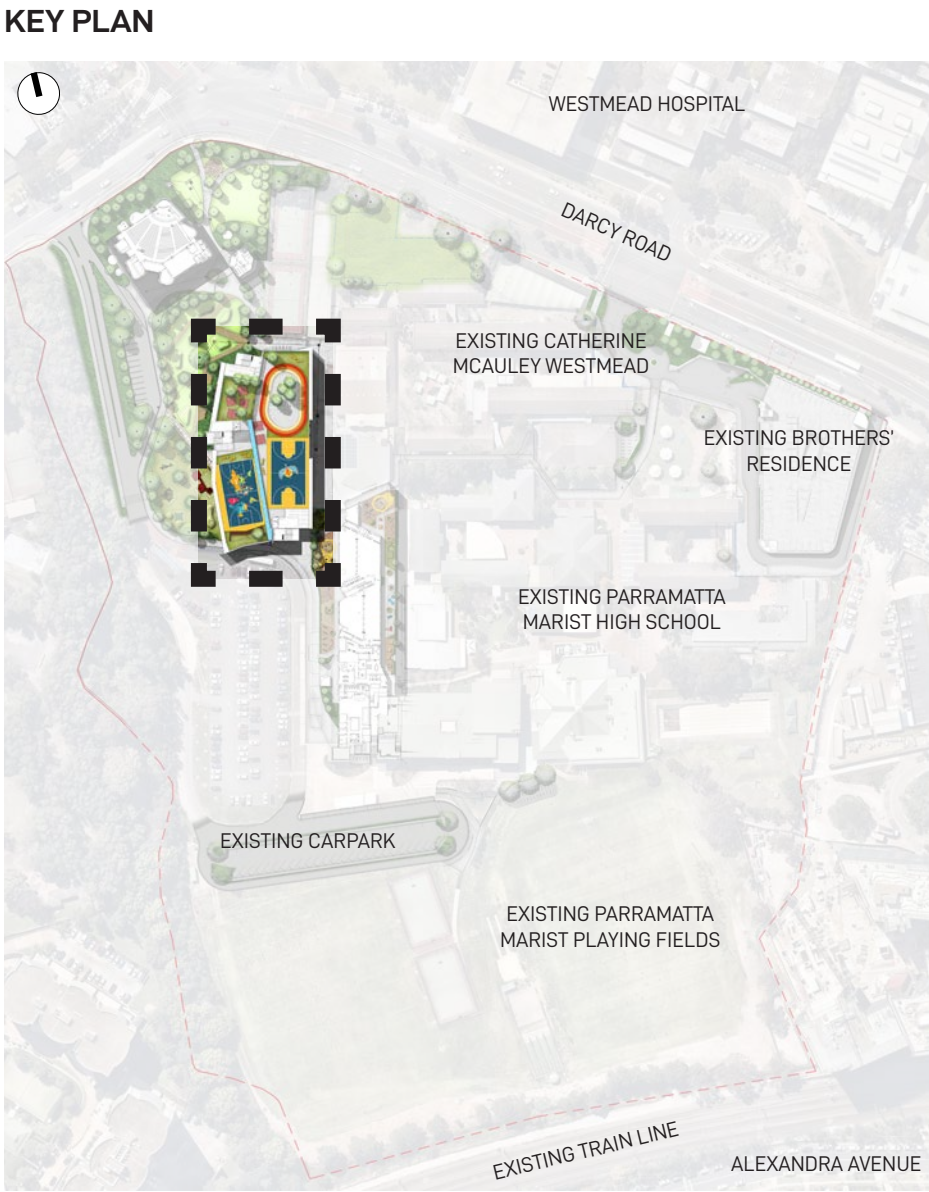 KEY PLAN
WESTMEAD HOSPITAL
DARCY ROAD
EXISTING CATHERINE
MCAULEY WESTMEAD
EXISTING BROTHERS'
RESIDENCE
EXISTING PARRAMATTA
MARIST HIGH SCHOOL
EXISTING CARPARK
EXISTING PARRAMATTA
MARIST PLAYING FIELDS
EXISTING TRAIN LINE
ALEXANDRA AVENUE